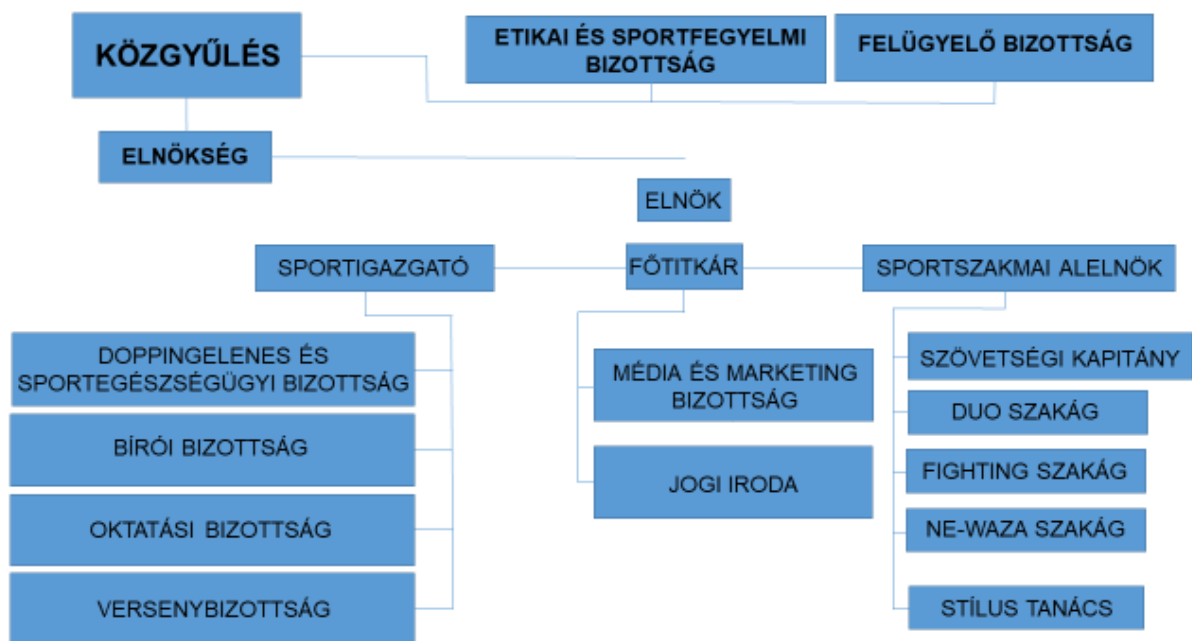 KÖZGYŰLÉS
ETIKAI ÉS SPORTFEGYELMI
BIZOTTSÁG
FELÜGYELŐ BIZOTTSÁG
ELNÖKSÉG
ELNÖK
SPORTIGAZGATÓ
FŐTITKÁR
SPORTSZAKMAI ALELNÖK
DOPPINGELENES ÉS
SPORTEGÉSZSÉGÜGYI BIZOTTSÁG
BÍRÓI BIZOTTSÁG
OKTATÁSI BIZOTTSÁG
VERSENYBIZOTTSÁG
MÉDIA ÉS MARKETING
BIZOTTSÁG
JOGI IRODA
SZÖVETSÉGI KAPITÁNY
DUO SZAKÁG
FIGHTING SZAKÁG
NE-WAZA SZAKÁG
STÍLUS TANÁCS